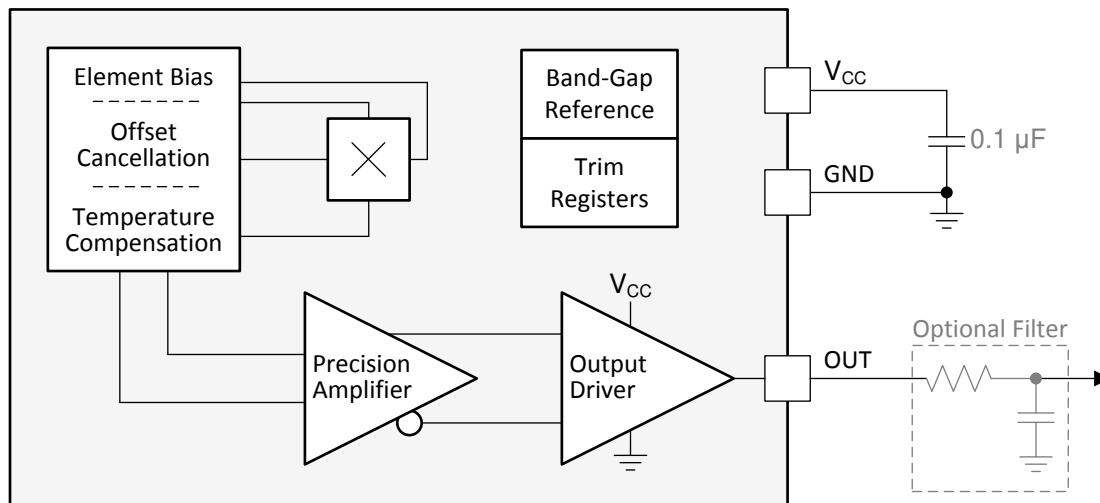 Element Bias
Offset
Cancellation
Temperature
Compensation
Band-Gap
Reference
Trim
Registers
VCC
0.1 µF
GND
VCC
Precision
Amplifier
Output
Driver
OUT
Optional Filter